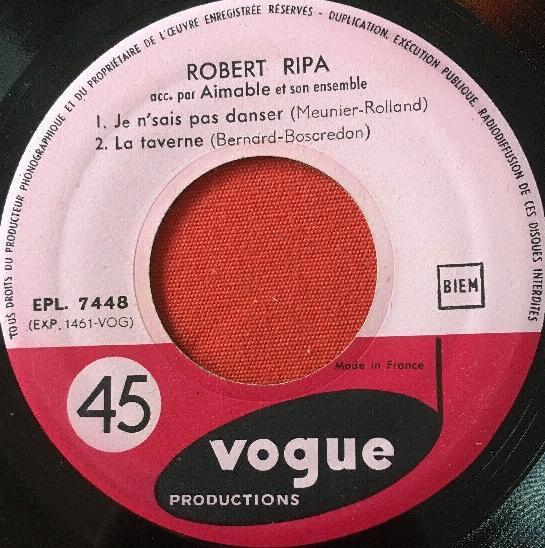 TOUS DROITS DU PRODUCTEUR PHONOGRAPHIQUE ET DU PROPRIÉTAIRE DE L'ŒUVRE ENREGISTRÉE RÉSERVÉS - DUPLICATION, EXÉCUTION PUBLIQUE, RADIODIFFUSION DE CES DISQUES INTERDITES
ROBERT RIPA
acc. par Aimable et son ensemble
1. Je n'sais pas danser (Meunier-Rolland)
2. La taverne (Bernard-Boscredon)
EPL. 7448
(EXP. 1461-VOG)
BIEM
Made in France
45
vogue
PRODUCTIONS